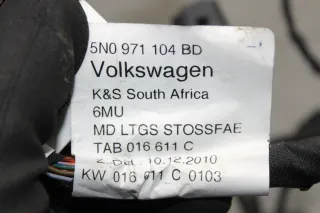 5N0 971 104 BD
Volkswagen
K&S South Africa
6MU
MD LTGS STOSSFAE
TAB 016 611 C
10.12.2010
KW 016 611 C 0103